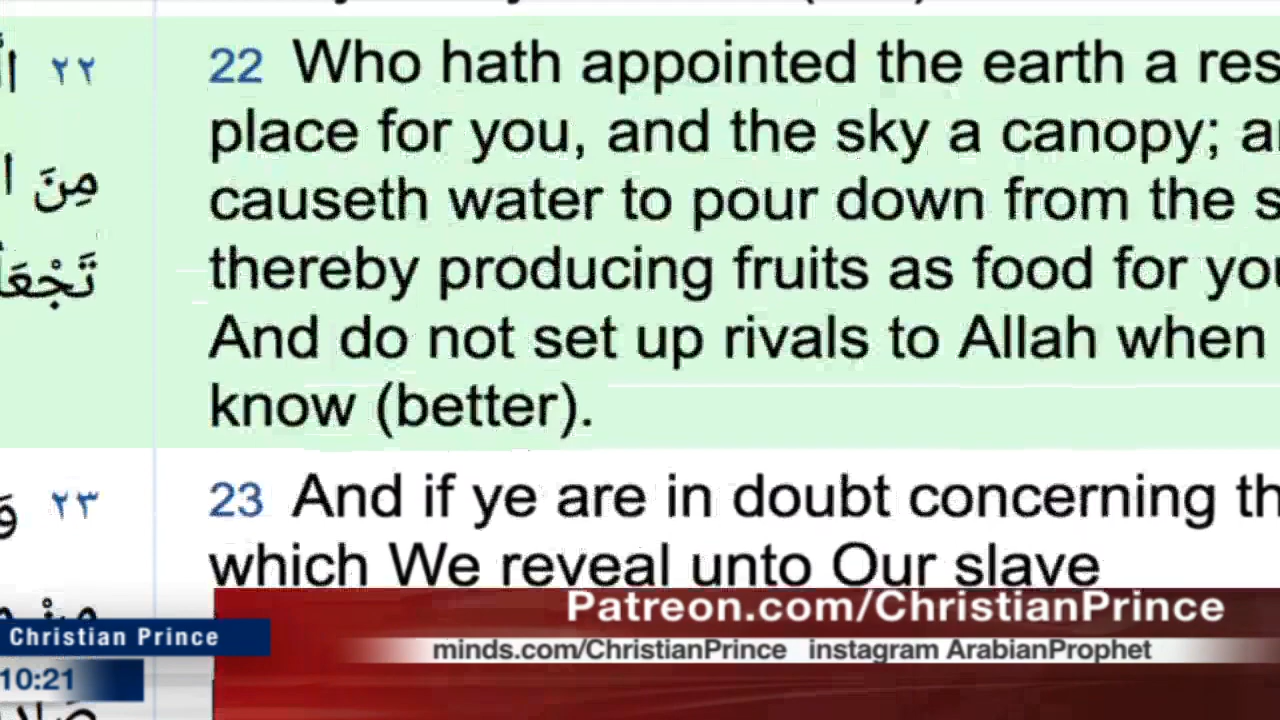 ٢٢
22 Who hath appointed the earth a res
place for you, and the sky a canopy; a
مِنَ
causeth water to pour down from the s
تَجْعَ
thereby producing fruits as food for yo
And do not set up rivals to Allah when
know (better).
٢٣
23 And if ye are in doubt concerning th
which We reveal unto Our slave
Patreon.com/ChristianPrince
Christian Prince
minds.com/ChristianPrince instagram ArabianProphet
10:21